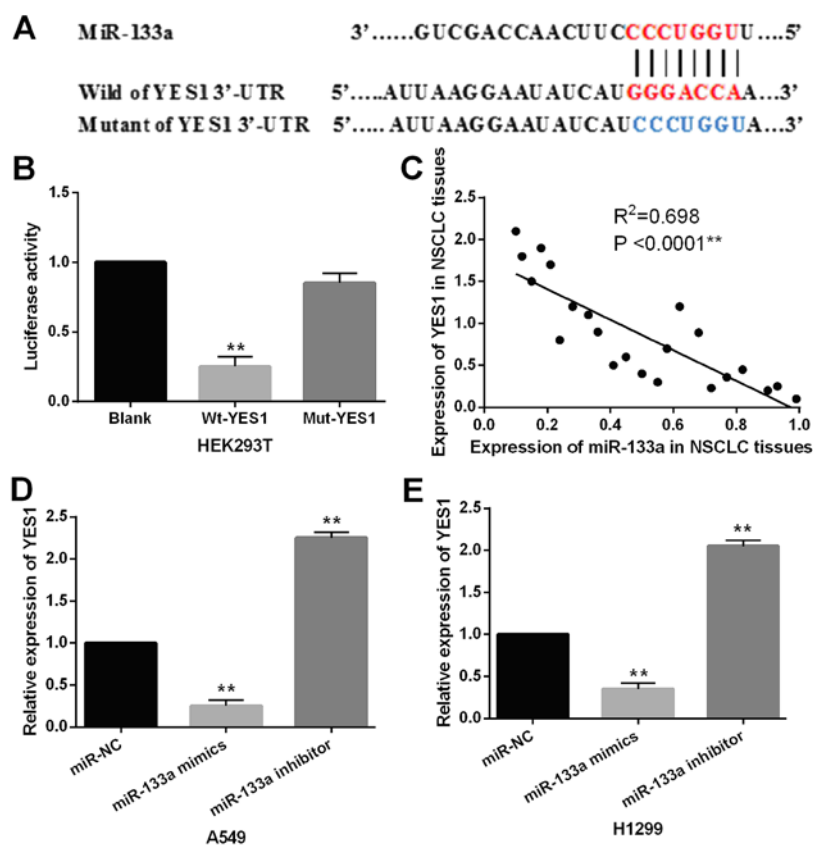 A
MiR-133a 3’ ......GUCGACCAACUUCCCCUGGUU ....5’
Wild of YES1 3’-UTR 5’.....AUUAAGGAAUAUCAUGGGACCAA...3’
Mutant of YES1 3’-UTR 5’..... AUUAAGGAAUAUCAUCCCUGGUA...3’
B
Luciferase activity
1.5
1.0
0.5
0.0
**
Blank Wt-YES1 Mut-YES1
HEK293T
C
Expression of YES1 in NSCLC tissues
2.5
2.0
1.5
1.0
0.5
0.0
R²=0.698
P <0.0001**
0.0 0.2 0.4 0.6 0.8 1.0
Expression of miR-133a in NSCLC tissues
D
Relative expression of YES1
2.5
2.0
1.5
1.0
0.5
0.0
**
**
miR-NC
miR-133a mimics
miR-133a inhibitor
A549
E
Relative expression of YES1
2.5
2.0
1.5
1.0
0.5
0.0
**
**
miR-NC
miR-133a mimics
miR-133a inhibitor
H1299